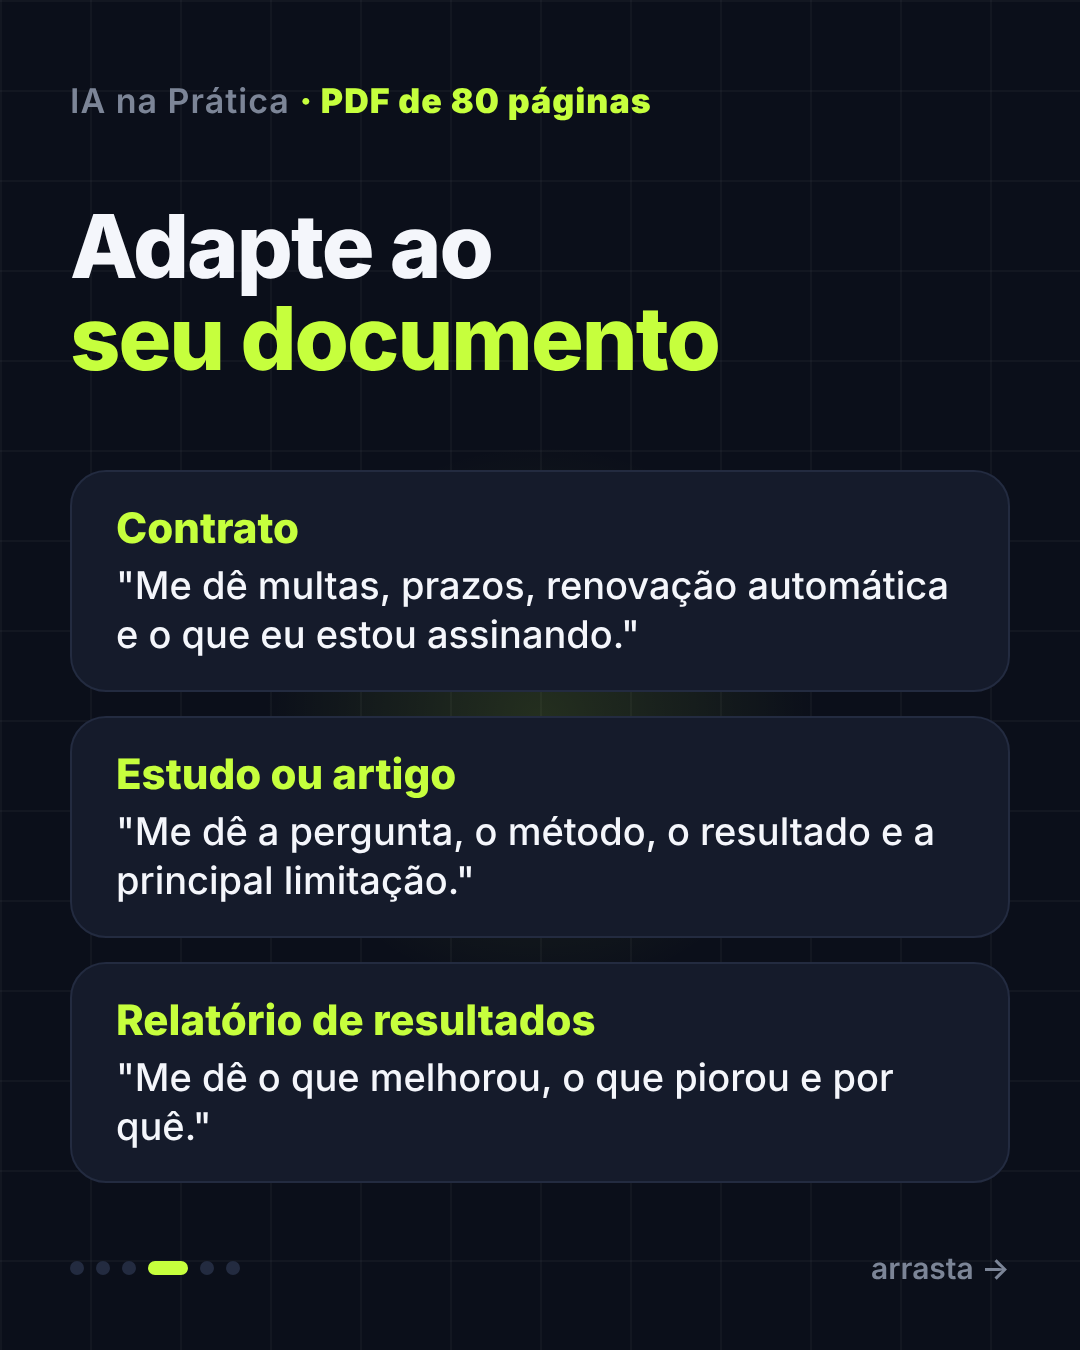 IA na Prática · PDF de 80 páginas
Adapte ao
seu documento
Contrato
"Me dê multas, prazos, renovação automática
e o que eu estou assinando."
Estudo ou artigo
"Me dê a pergunta, o método, o resultado e a
principal limitação."
Relatório de resultados
"Me dê o que melhorou, o que piorou e por
quê."
arrasta →